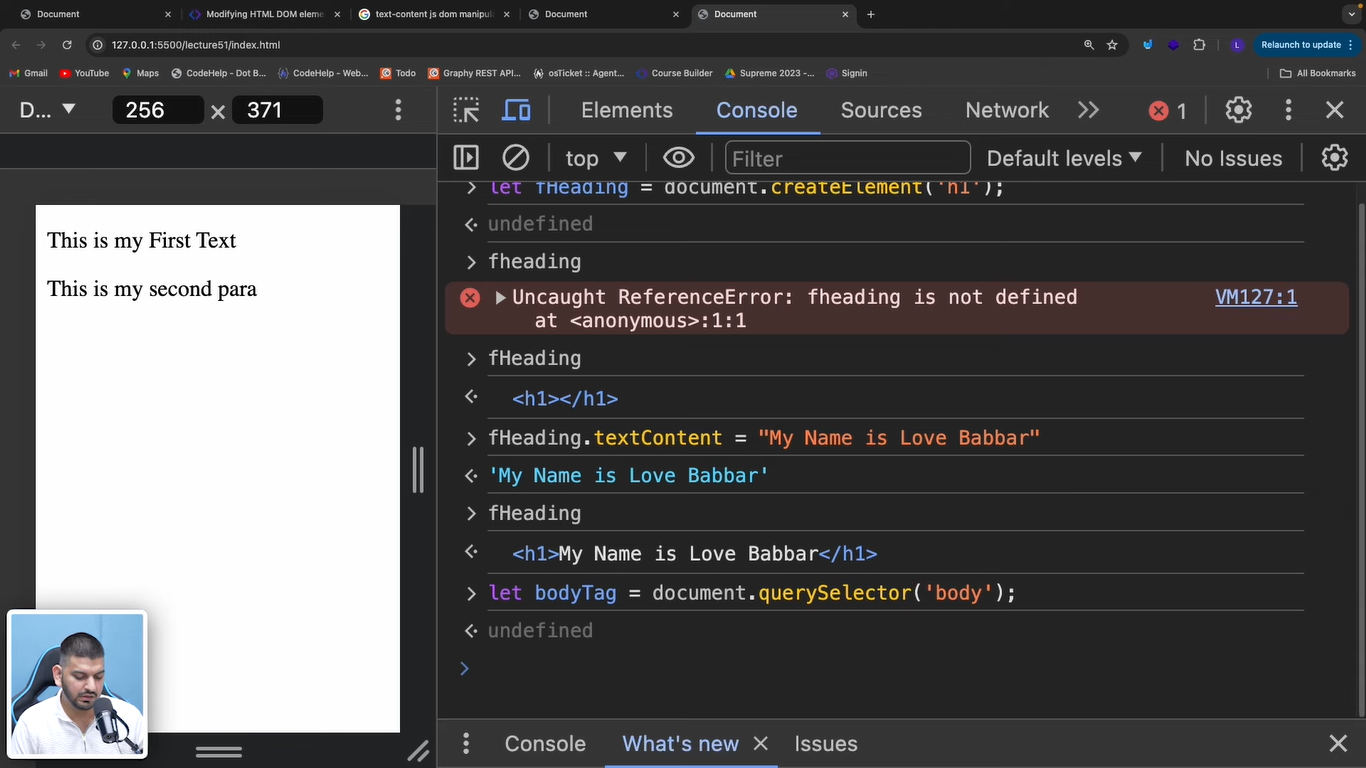 Document
Modifying HTML DOM eleme
text-content js dom manipula
Document
Document
127.0.0.1:5500/lecture51/index.html
L
Relaunch to update
Gmail
YouTube
Maps
CodeHelp - Dot B...
CodeHelp - Web...
Todo
Graphy REST API...
osTicket :: Agent...
Course Builder
Supreme 2023 -...
Signin
All Bookmarks
D... 256 × 371
Elements
Console
Sources
Network
1
top
Filter
Default levels
No Issues
let fHeading = document.createElement('h1');
undefined
fheading
Uncaught ReferenceError: fheading is not defined
VM127:1
at <anonymous>:1:1
fHeading
<h1></h1>
fHeading.textContent = "My Name is Love Babbar"
'My Name is Love Babbar'
fHeading
<h1>My Name is Love Babbar</h1>
let bodyTag = document.querySelector('body');
undefined
This is my First Text
This is my second para
Console
What's new
Issues